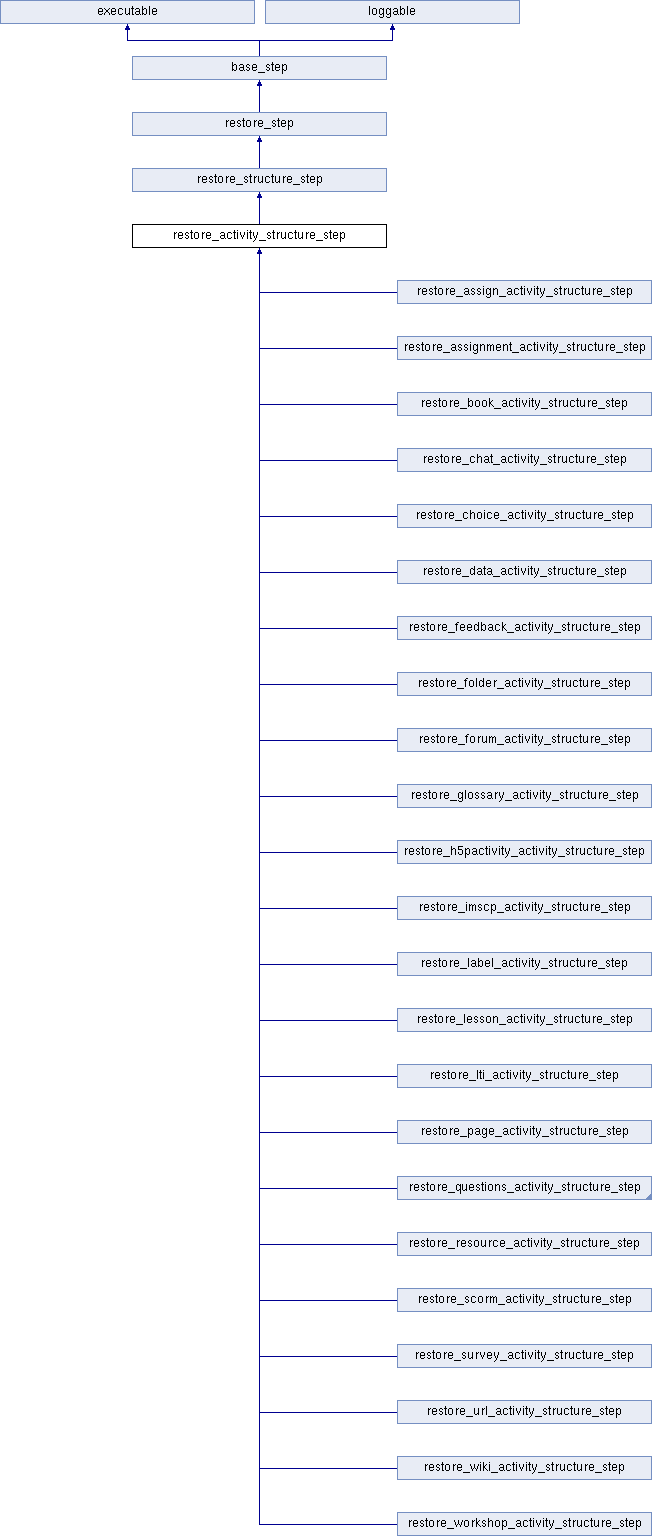 executable
loggable
base_step
restore_step
restore_structure_step
restore_activity_structure_step
restore_assign_activity_structure_step
restore_assignment_activity_structure_step
restore_book_activity_structure_step
restore_chat_activity_structure_step
restore_choice_activity_structure_step
restore_data_activity_structure_step
restore_feedback_activity_structure_step
restore_folder_activity_structure_step
restore_forum_activity_structure_step
restore_glossary_activity_structure_step
restore_h5pactivity_activity_structure_step
restore_imscp_activity_structure_step
restore_label_activity_structure_step
restore_lesson_activity_structure_step
restore_lti_activity_structure_step
restore_page_activity_structure_step
restore_questions_activity_structure_step
restore_resource_activity_structure_step
restore_scorm_activity_structure_step
restore_survey_activity_structure_step
restore_url_activity_structure_step
restore_wiki_activity_structure_step
restore_workshop_activity_structure_step